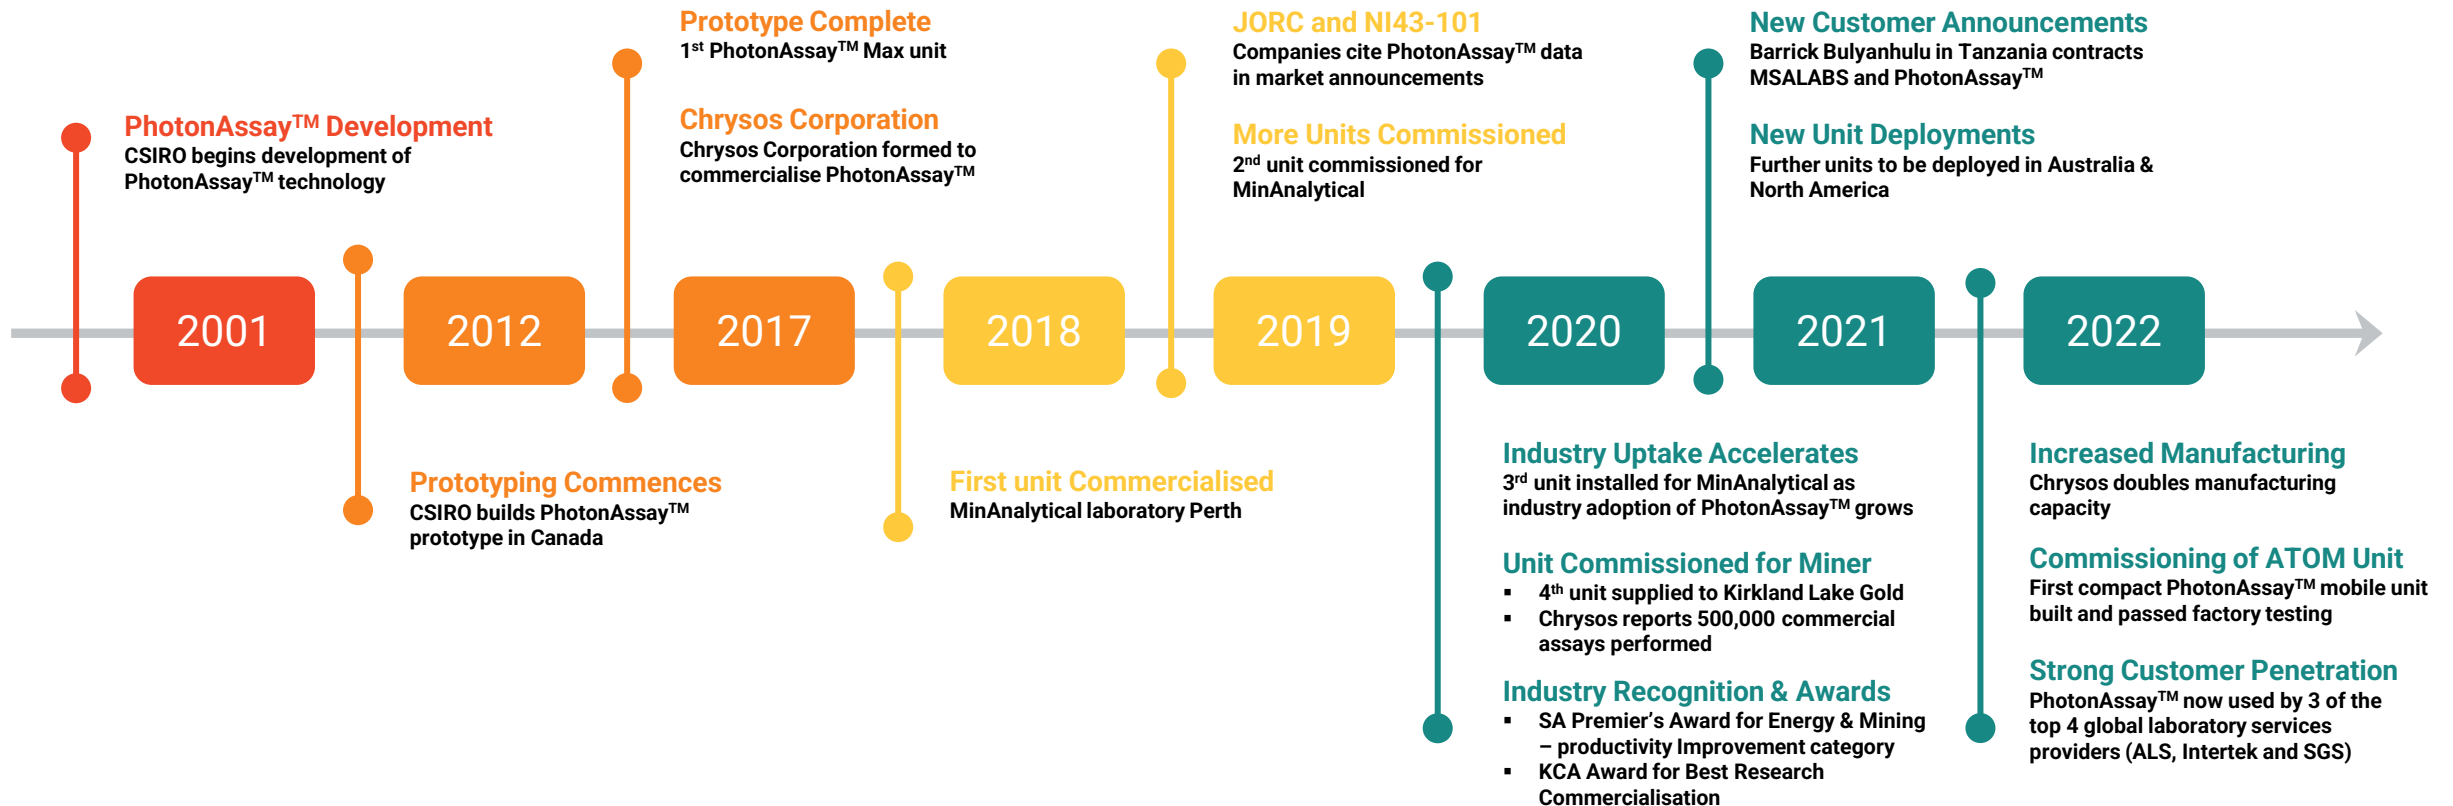 PhotonAssay™ Development
CSIRO begins development of
PhotonAssay™ technology
2001
2012
Prototyping Commences
CSIRO builds PhotonAssay™
prototype in Canada
Prototype Complete
1st PhotonAssay™ Max unit
Chrysos Corporation
Chrysos Corporation formed to
commercialise PhotonAssay™
2017
2018
First unit Commercialised
MinAnalytical laboratory Perth
JORC and NI43-101
Companies cite PhotonAssay™ data
in market announcements
More Units Commissioned
2nd unit commissioned for
MinAnalytical
2019
2020
Industry Uptake Accelerates
3rd unit installed for MinAnalytical as
industry adoption of PhotonAssay™ grows
Unit Commissioned for Miner
▪ 4th unit supplied to Kirkland Lake Gold
▪ Chrysos reports 500,000 commercial
assays performed
Industry Recognition & Awards
▪ SA Premier's Award for Energy & Mining
– productivity Improvement category
▪ KCA Award for Best Research
Commercialisation
New Customer Announcements
Barrick Bulyanhulu in Tanzania contracts
MSALABS and PhotonAssay™
New Unit Deployments
Further units to be deployed in Australia &
North America
2021
2022
Increased Manufacturing
Chrysos doubles manufacturing
capacity
Commissioning of ATOM Unit
First compact PhotonAssay™ mobile unit
built and passed factory testing
Strong Customer Penetration
PhotonAssay™ now used by 3 of the
top 4 global laboratory services
providers (ALS, Intertek and SGS)